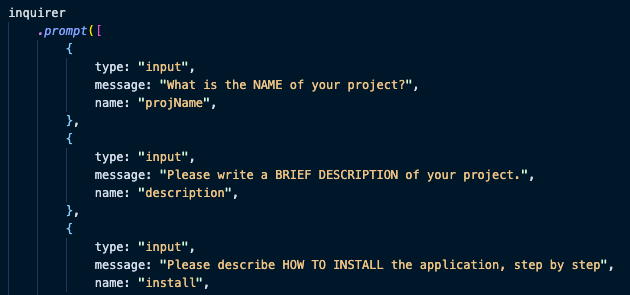 inquirer
.prompt([
{
type: "input",
message: "What is the NAME of your project?",
name: "projName",
},
{
type: "input",
message: "Please write a BRIEF DESCRIPTION of your project.",
name: "description",
},
{
type: "input",
message: "Please describe HOW TO INSTALL the application, step by step",
name: "install",